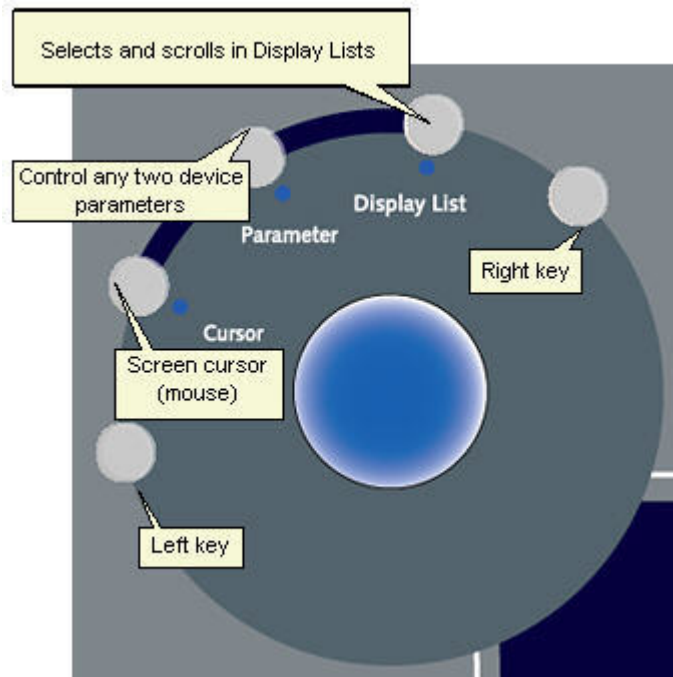 Selects and scrolls in Display Lists
Control any two device
parameters
Display List
Parameter
Right key
Cursor
Screen cursor
(mouse)
Left key